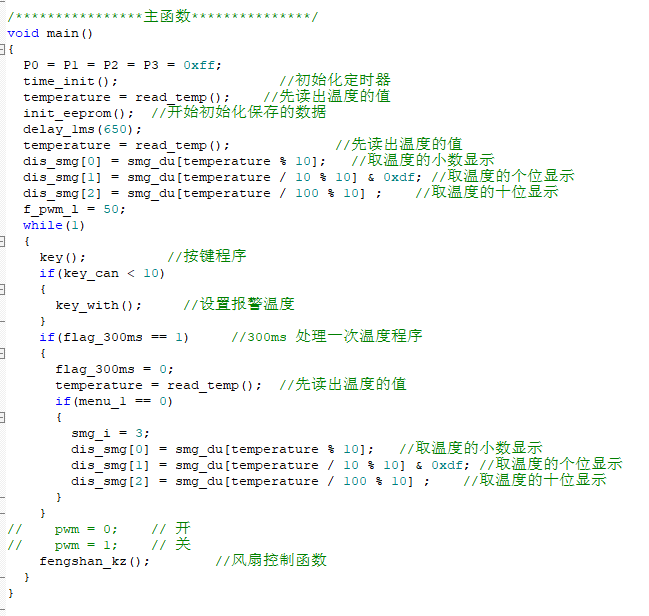 /****************主函数***************/
void main()
{
P0 = P1 = P2 = P3 = 0xff;
time_init(); //初始化定时器
temperature = read_temp(); //先读出温度的值
init_eeprom(); //开始初始化保存的数据
delay_1ms(650);
temperature = read_temp(); //先读出温度的值
dis_smg[0] = smg_du[temperature % 10]; //取温度的小数显示
dis_smg[1] = smg_du[temperature / 10 % 10] & 0xdf; //取温度的个位显示
dis_smg[2] = smg_du[temperature / 100 % 10] ; //取温度的十位显示
f_pwm_l = 50;
while(1)
{
key(); //按键程序
if(key_can < 10)
{
key_with(); //设置报警温度
}
if(flag_300ms == 1) //300ms 处理一次温度程序
{
flag_300ms = 0;
temperature = read_temp(); //先读出温度的值
if(menu_1 == 0)
{
smg_i = 3;
dis_smg[0] = smg_du[temperature % 10]; //取温度的小数显示
dis_smg[1] = smg_du[temperature / 10 % 10] & 0xdf; //取温度的个位显示
dis_smg[2] = smg_du[temperature / 100 % 10] ; //取温度的十位显示
}
}
// pwm = 0; // 开
// pwm = 1; // 关
fengshan_kz(); //风扇控制函数
}
}